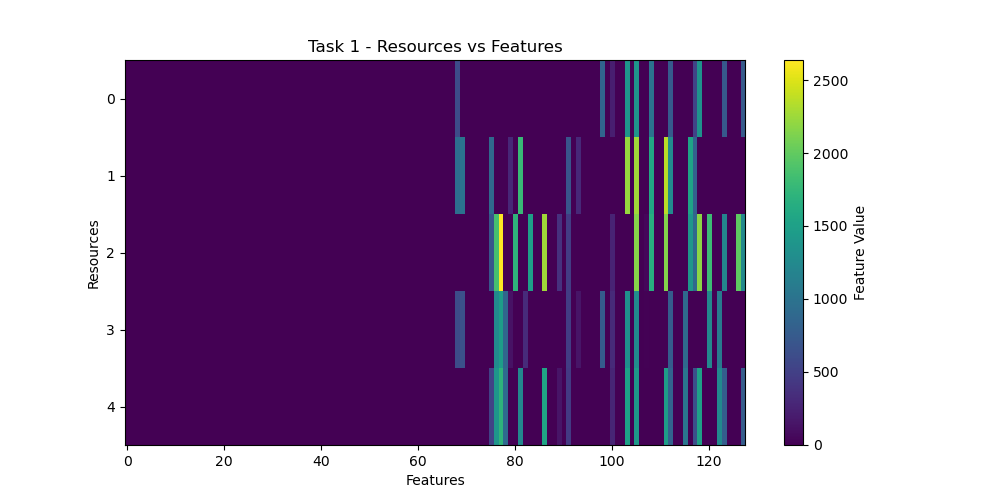 Task 1 - Resources vs Features
Resources
0
1
2
3
4
0 20 40 60 80 100 120
Features
2500
2000
1500
1000
500
0
Feature Value